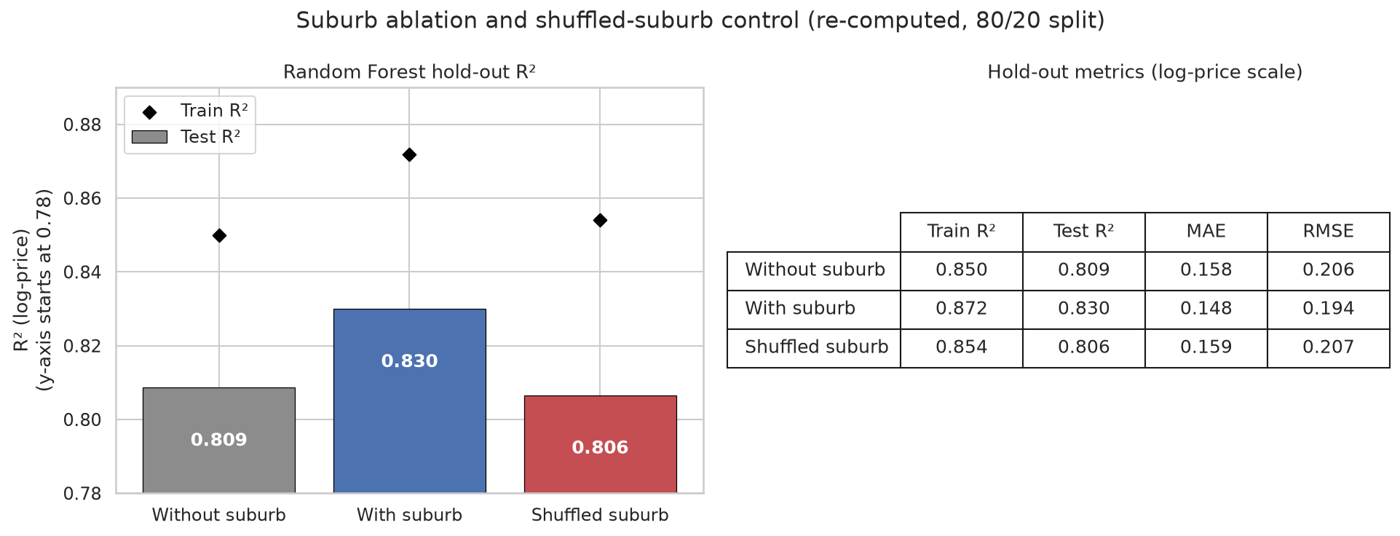 Suburb ablation and shuffled-suburb control (re-computed, 80/20 split)
Random Forest hold-out R²
Train R²
Test R²
R² (log-price)
(y-axis starts at 0.78)
0.88
0.86
0.84
0.82
0.80
0.78
0.809
0.830
0.806
Without suburb
With suburb
Shuffled suburb
Hold-out metrics (log-price scale)
Train R² Test R² MAE RMSE
Without suburb 0.850 0.809 0.158 0.206
With suburb 0.872 0.830 0.148 0.194
Shuffled suburb 0.854 0.806 0.159 0.207